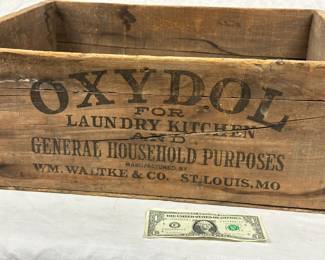 OXYDOL
FOR
LAUNDRY KITCHEN
AND
GENERAL HOUSEHOLD PURPOSES
MANUFACTURED BY
WM. WALTKE & CO. ST. LOUIS, MO